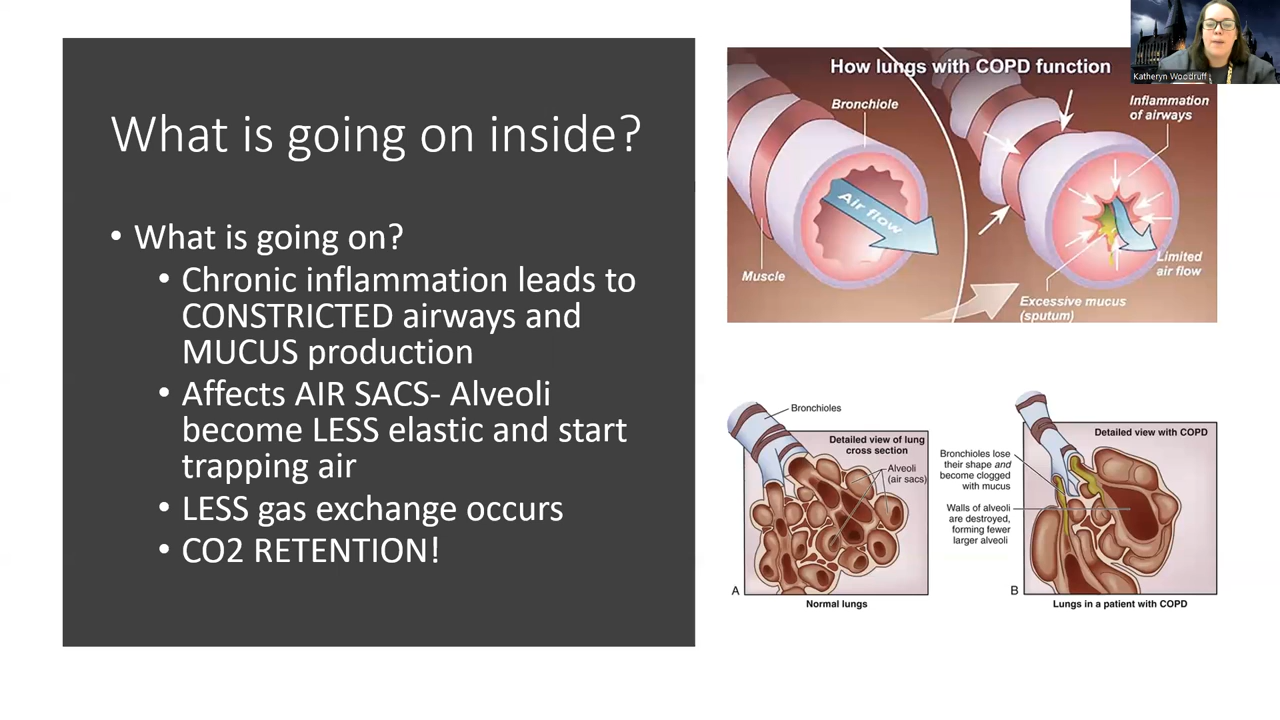 What is going on inside?
• What is going on?
• Chronic inflammation leads to
CONSTRICTED airways and
MUCUS production
• Affects AIR SACS- Alveoli
become LESS elastic and start
trapping air
• LESS gas exchange occurs
• CO2 RETENTION!
Katheryn Woodruff
How lungs with COPD function
Bronchiole
Inflammation
of airways
Air flow
Muscle
Limited
air flow
Excessive mucus
(sputum)
Bronchioles
Detailed view of lung
cross section
Alveoli
(air sacs)
A
Normal lungs
Detailed view with COPD
Bronchioles lose
their shape and
become clogged
with mucus
Walls of alveoli
are destroyed,
forming fewer
larger alveoli
B
Lungs in a patient with COPD